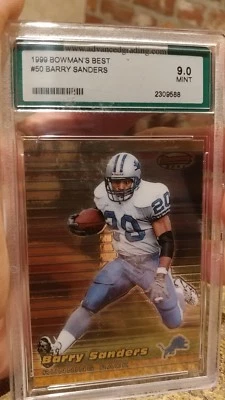 www.advancedgrading.com
1999 BOWMAN'S BEST
#50 BARRY SANDERS
9.0
MINT
2309588
20
20
Barry Sanders